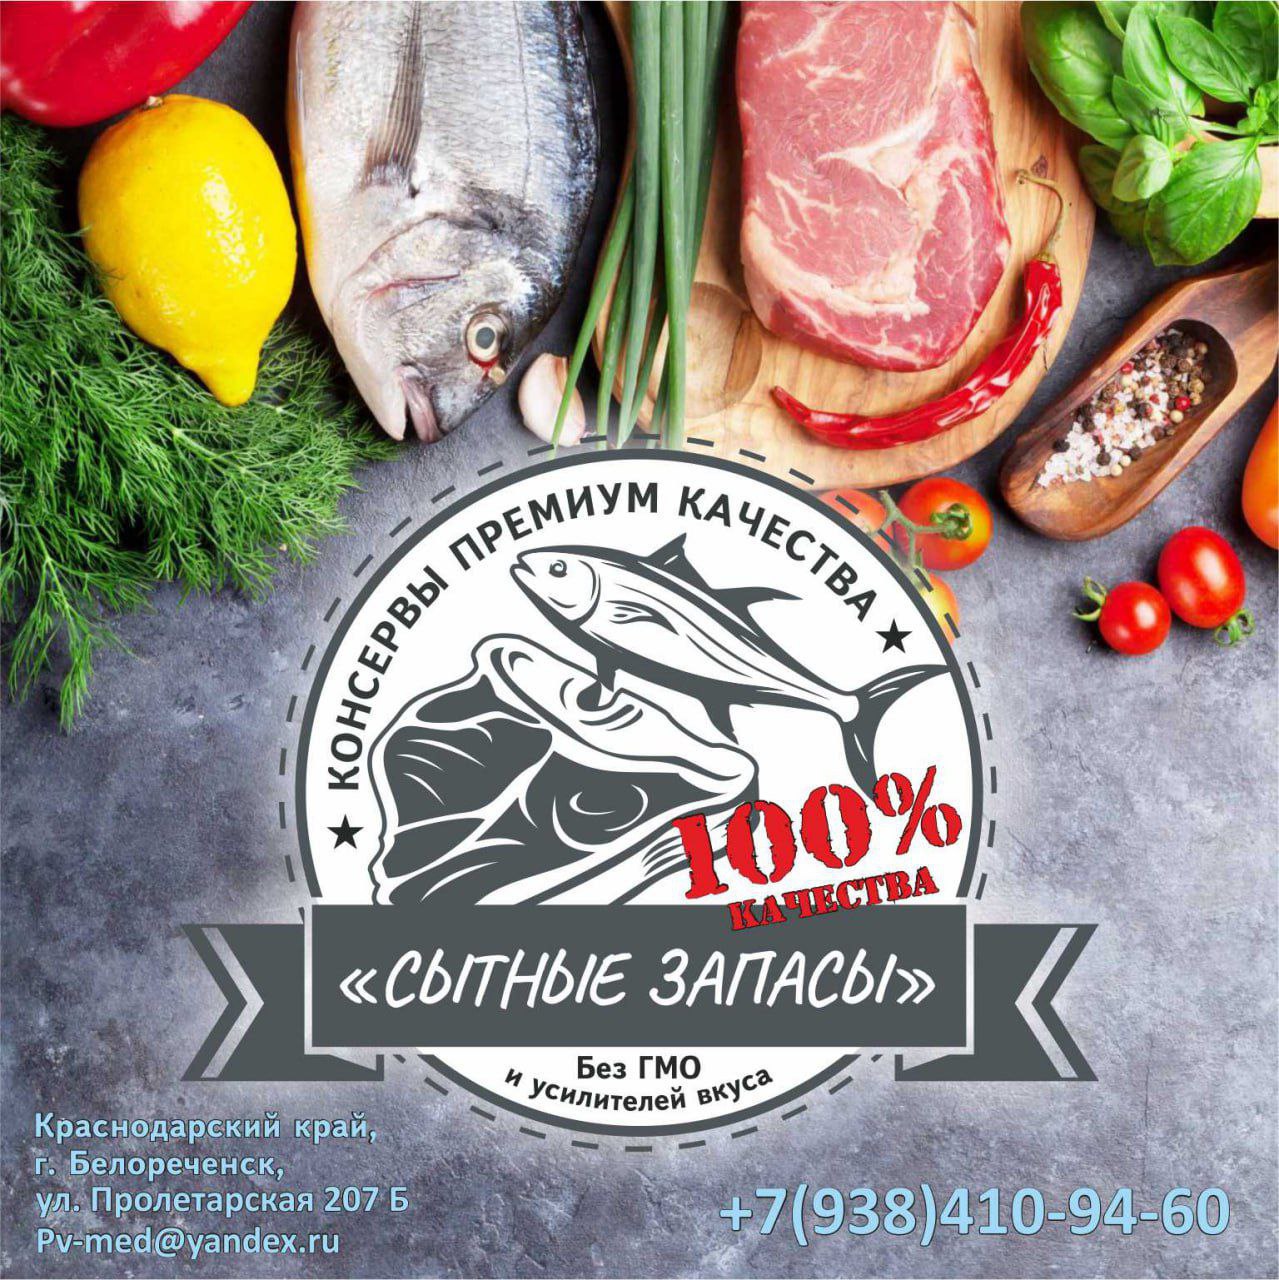 КОНСЕРВЫ ПРЕМИУМ КАЧЕСТВА
100%
КАЧЕСТВА
«СЫТНЫЕ ЗАПАСЫ»
Без ГМО
и усилителей вкуса
Краснодарский край,
г. Белореченск,
ул. Пролетарская 207 Б
Pv-med@yandex.ru
+7(938)410-94-60